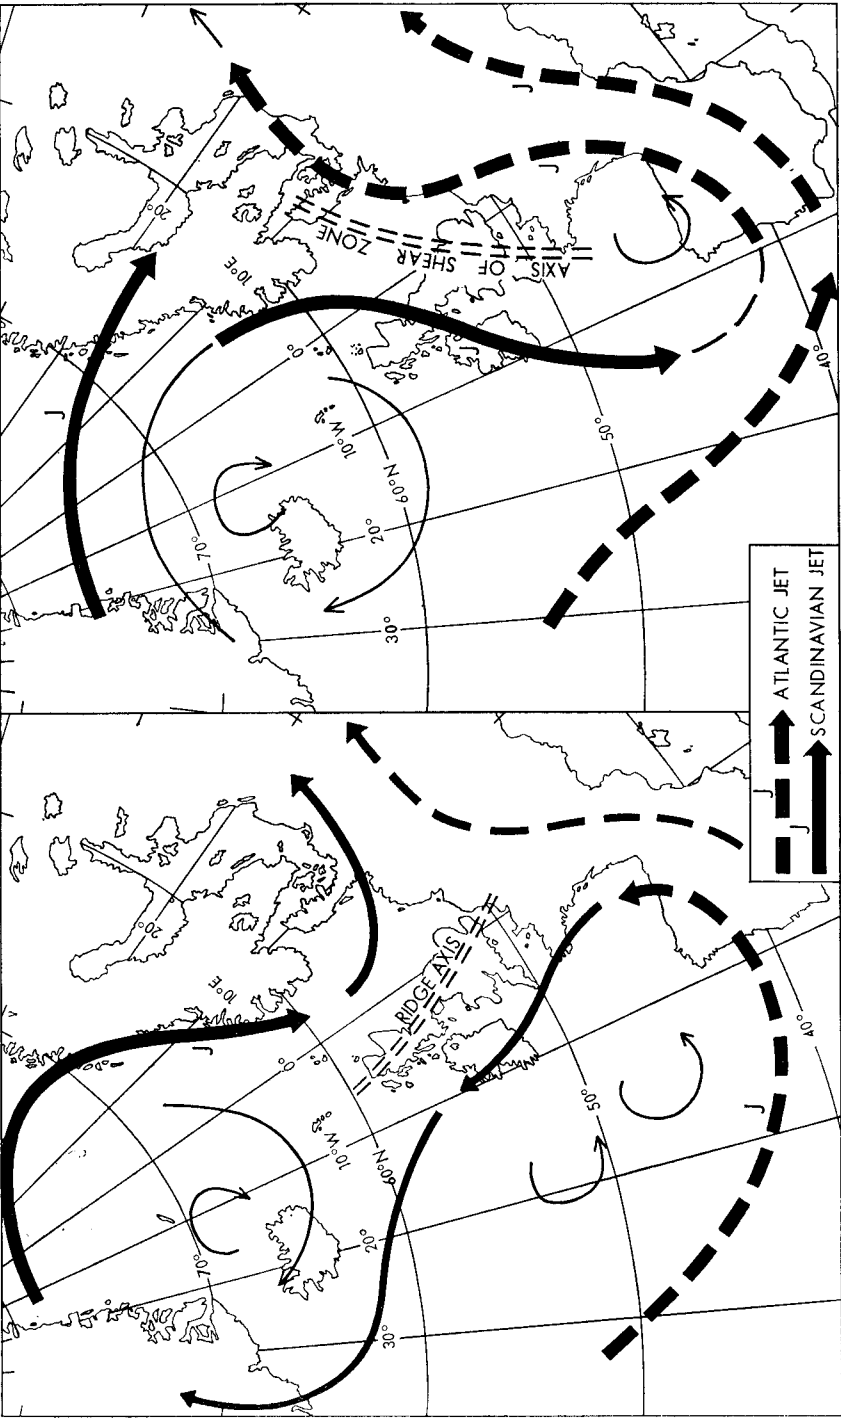 20°
10°E
0°
10°W
60°N
20°
70°
30°
50°
40°
J
J
J
J
AXIS OF SHEAR ZONE
20°
10°E
0°
10°W
60°N
20°
70°
30°
50°
40°
J
J
RIDGE AXIS
J
ATLANTIC JET
J
SCANDINAVIAN JET